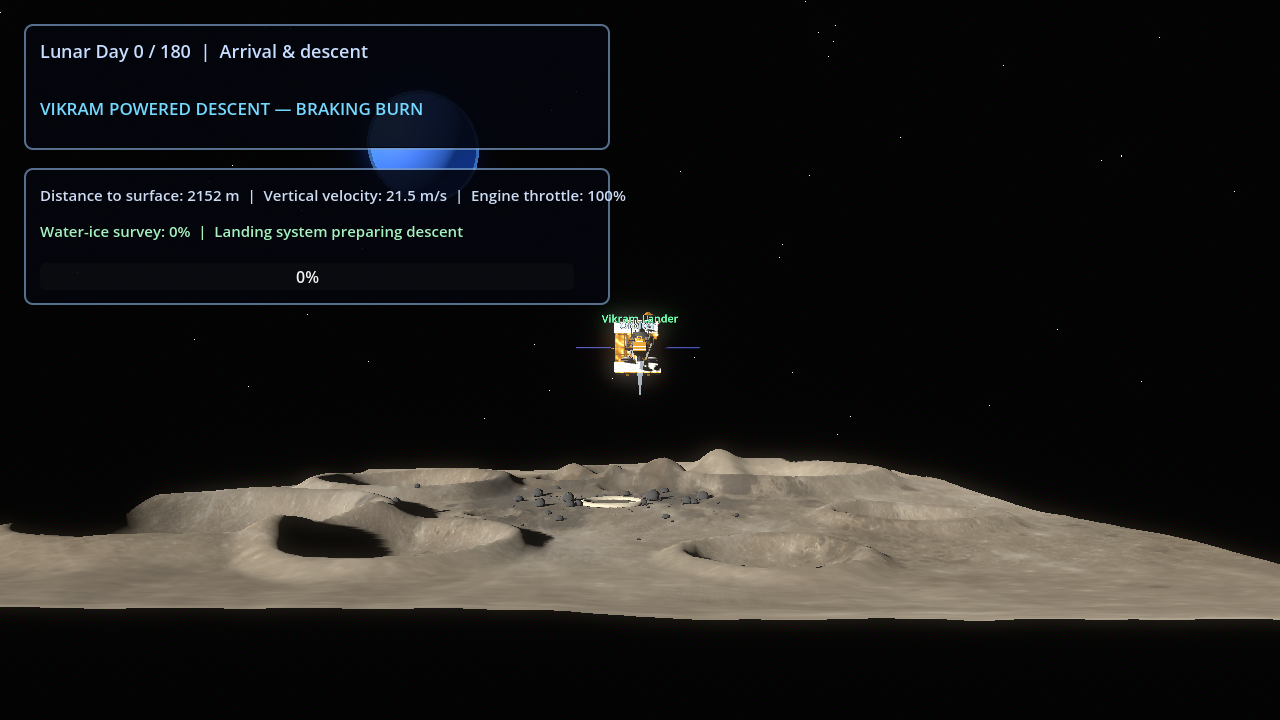 Lunar Day 0 / 180 | Arrival & descent
VIKRAM POWERED DESCENT — BRAKING BURN
Distance to surface: 2152 m | Vertical velocity: 21.5 m/s | Engine throttle: 100%
Water-ice survey: 0% | Landing system preparing descent
0%
Vikram Lander